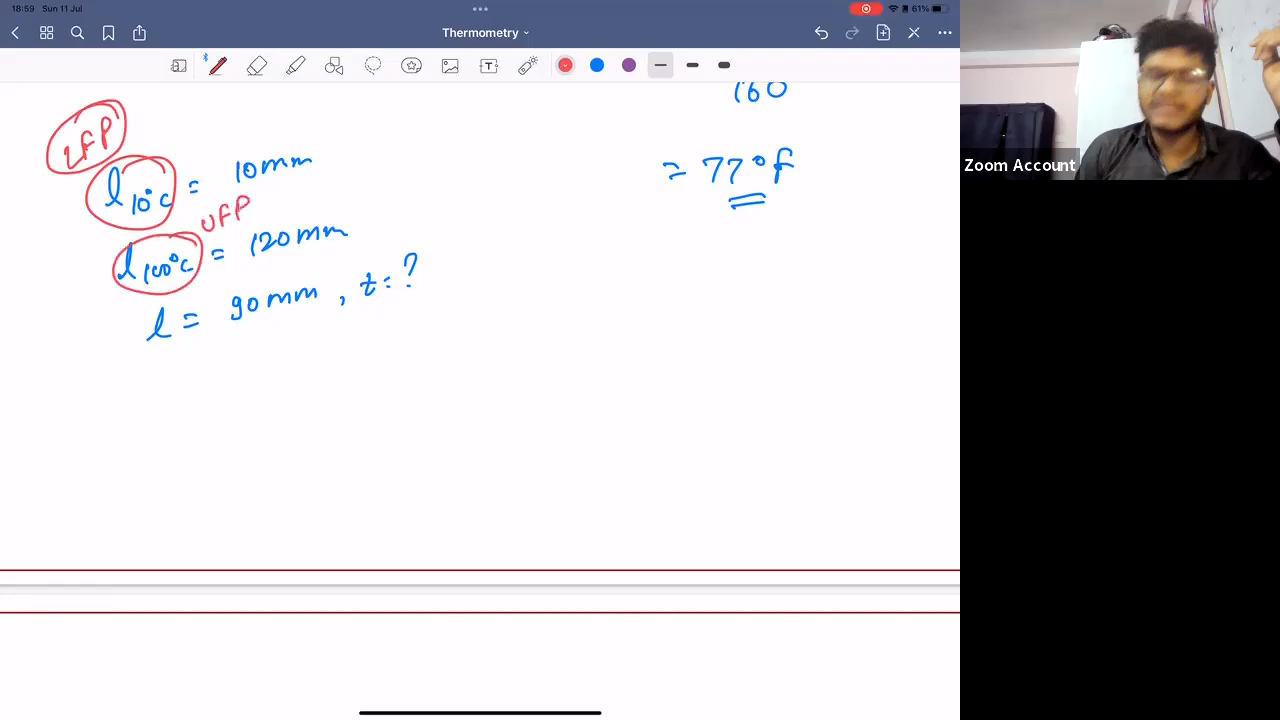 18:59 Sun 11 Jul
61%
Thermometry
160
LFP
l10°C = 10mm
= 77°f
UFP
l100°C = 120mm
l = 90mm, t = ?
Zoom Account